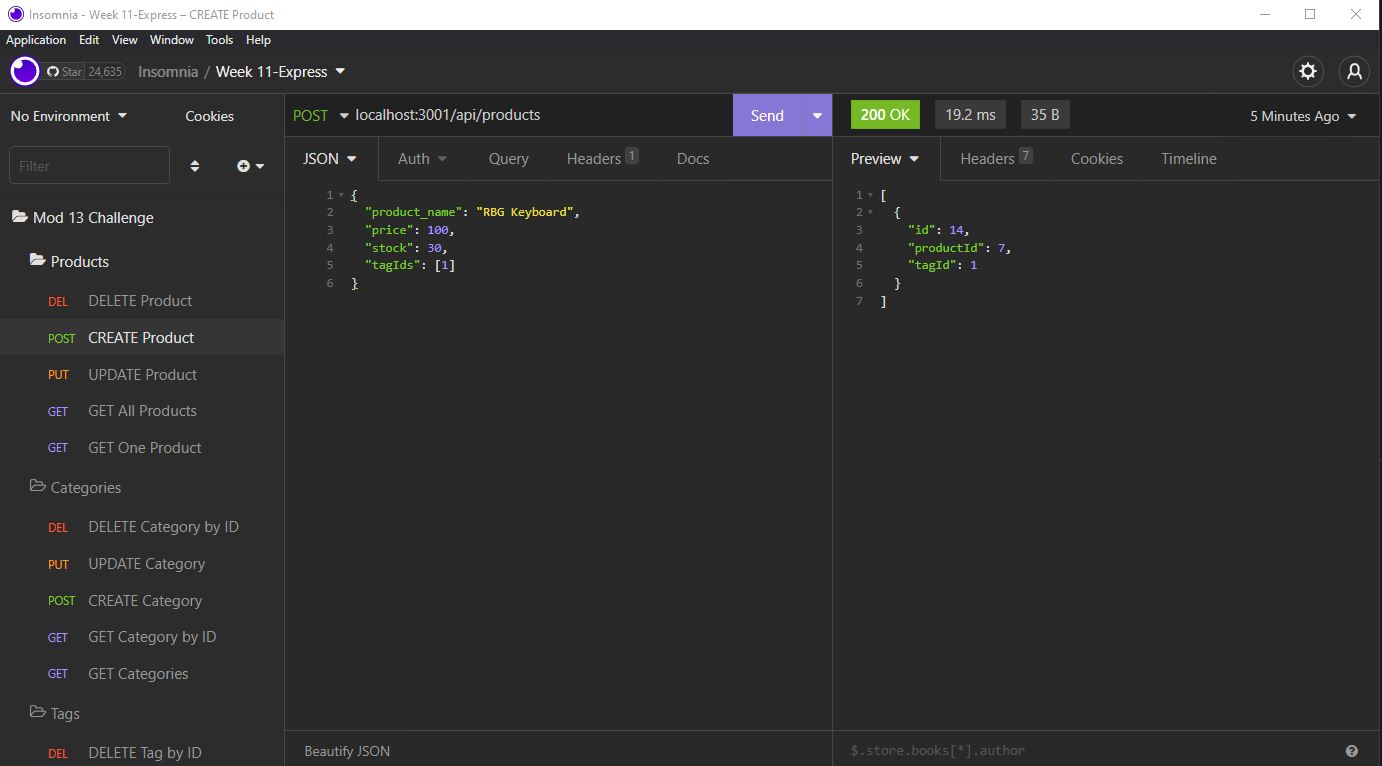 Insomnia - Week 11-Express – CREATE Product
Application Edit View Window Tools Help
Star 24,635 Insomnia / Week 11-Express
No Environment Cookies
Filter
Mod 13 Challenge
Products
DEL DELETE Product
POST CREATE Product
PUT UPDATE Product
GET GET All Products
GET GET One Product
Categories
DEL DELETE Category by ID
PUT UPDATE Category
POST CREATE Category
GET GET Category by ID
GET GET Categories
Tags
DEL DELETE Tag by ID
POST localhost:3001/api/products Send
JSON Auth Query Headers 1 Docs
1 {
2 "product_name": "RBG Keyboard",
3 "price": 100,
4 "stock": 30,
5 "tagIds": [1]
6 }
Beautify JSON
200 OK 19.2 ms 35 B 5 Minutes Ago
Preview Headers 7 Cookies Timeline
1 [
2 {
3 "id": 14,
4 "productId": 7,
5 "tagId": 1
6 }
7 ]
$.store.books[*].author ?